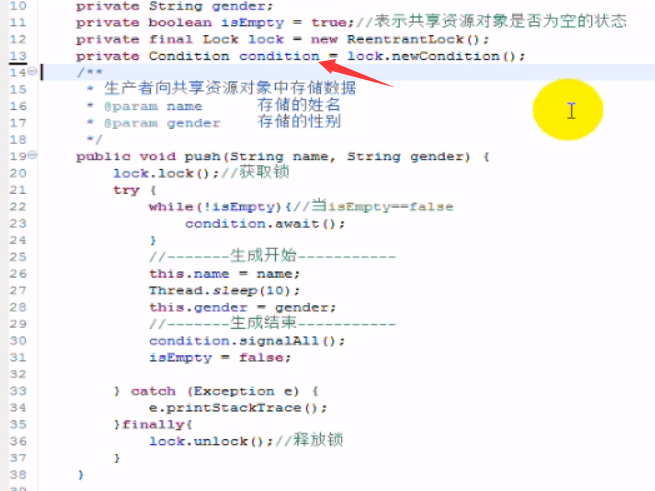 10 private String gender;
11 private boolean isEmpty = true;//表示共享资源对象是否为空的状态
12 private final Lock lock = new ReentrantLock();
13 private Condition condition = lock.newCondition();
14 /**
15 * 生产者向共享资源对象中存储数据
16 * @param name 存储的姓名
17 * @param gender 存储的性别
18 */
19 public void push(String name, String gender) {
20 lock.lock();//获取锁
21 try {
22 while(!isEmpty){//当isEmpty==false
23 condition.await();
24 }
25 //-------生成开始-----------
26 this.name = name;
27 Thread.sleep(10);
28 this.gender = gender;
29 //-------生成结束-----------
30 condition.signalAll();
31 isEmpty = false;
32
33 } catch (Exception e) {
34 e.printStackTrace();
35 }finally{
36 lock.unlock();//释放锁
37 }
38 }